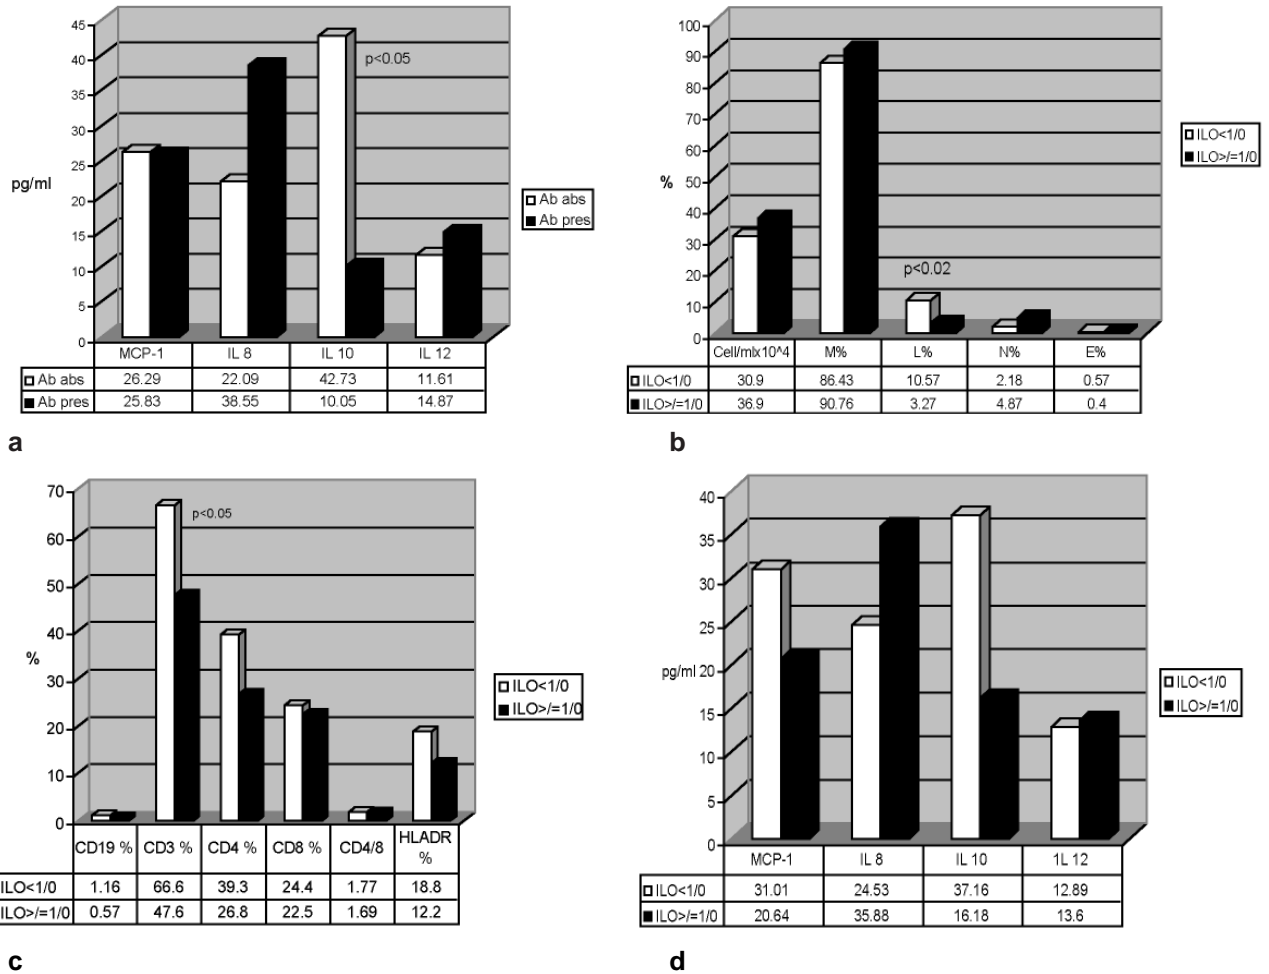 45
40
35
30
25
20
15
10
5
0
pg/ml
p<0.05
Ab abs
Ab pres
MCP-1 IL 8 IL 10 IL 12
Ab abs 26.29 22.09 42.73 11.61
Ab pres 25.83 38.55 10.05 14.87
a
100
90
80
70
60
50
40
30
20
10
0
%
p<0.02
ILO<1/0
ILO>/=1/0
Cell/mlx10^4 M% L% N% E%
ILO<1/0 30.9 86.43 10.57 2.18 0.57
ILO>/=1/0 36.9 90.76 3.27 4.87 0.4
b
70
60
50
40
30
20
10
0
%
p<0.05
ILO<1/0
ILO>/=1/0
CD19 % CD3 % CD4 % CD8 % CD4/8 HLADR
%
ILO<1/0 1.16 66.6 39.3 24.4 1.77 18.8
ILO>/=1/0 0.57 47.6 26.8 22.5 1.69 12.2
c
40
35
30
25
20
15
10
5
0
pg/ml
ILO<1/0
ILO>/=1/0
MCP-1 IL 8 IL 10 1L 12
ILO<1/0 31.01 24.53 37.16 12.89
ILO>/=1/0 20.64 35.88 16.18 13.6
d